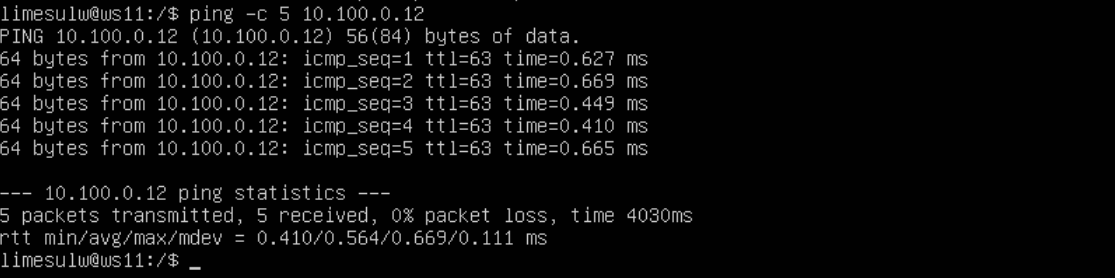 limesulw@ws11:/$ ping -c 5 10.100.0.12
PING 10.100.0.12 (10.100.0.12) 56(84) bytes of data.
64 bytes from 10.100.0.12: icmp_seq=1 ttl=63 time=0.627 ms
64 bytes from 10.100.0.12: icmp_seq=2 ttl=63 time=0.669 ms
64 bytes from 10.100.0.12: icmp_seq=3 ttl=63 time=0.449 ms
64 bytes from 10.100.0.12: icmp_seq=4 ttl=63 time=0.410 ms
64 bytes from 10.100.0.12: icmp_seq=5 ttl=63 time=0.665 ms
--- 10.100.0.12 ping statistics ---
5 packets transmitted, 5 received, 0% packet loss, time 4030ms
rtt min/avg/max/mdev = 0.410/0.564/0.669/0.111 ms
limesulw@ws11:/$ _